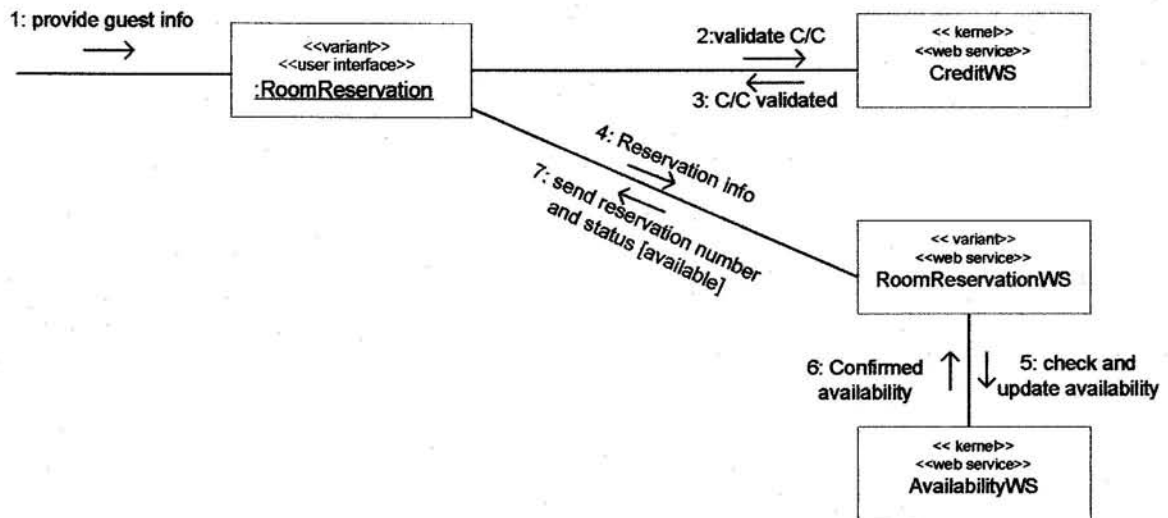 1: provide guest info
<<variant>>
<<user interface>>
:RoomReservation
2:validate C/C
3: C/C validated
<< kernel>>
<<web service>>
CreditWS
4: Reservation info
7: send reservation number
and status [available]
<< variant>>
<<web service>>
RoomReservationWS
6: Confirmed
availability
5: check and
update availability
<< kernel>>
<<web service>>
AvailabilityWS